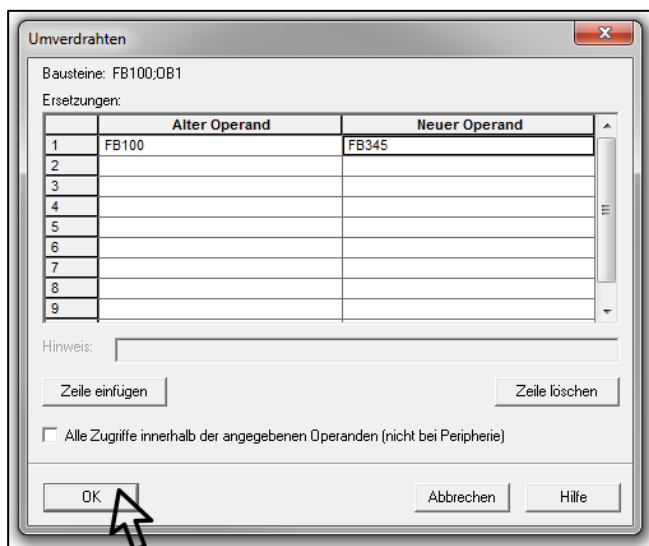 Umverdrahten
Bausteine: FB100;OB1
Ersetzungen:
Alter Operand Neuer Operand
1 FB100 FB345
2
3
4
5
6
7
8
9
Hinweis:
Zeile einfügen Zeile löschen
Alle Zugriffe innerhalb der angegebenen Operanden (nicht bei Peripherie)
OK Abbrechen Hilfe